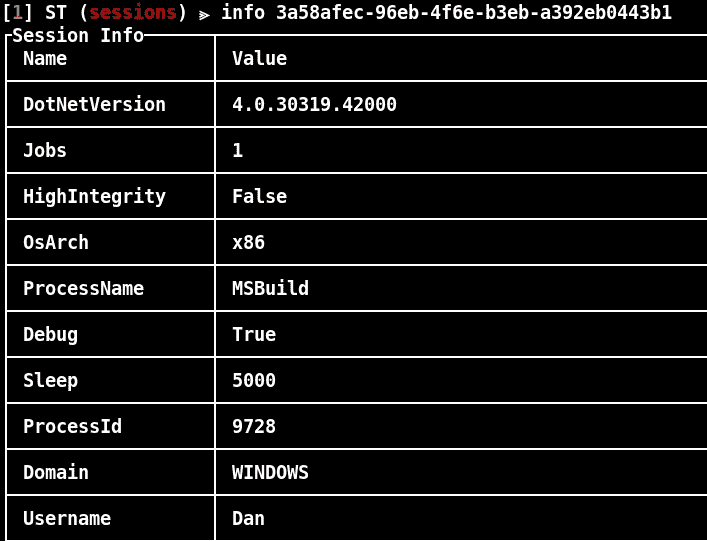 [1] ST (sessions) ⫸ info 3a58afec-96eb-4f6e-b3eb-a392eb0443b1
Session Info
Name Value
DotNetVersion 4.0.30319.42000
Jobs 1
HighIntegrity False
OsArch x86
ProcessName MSBuild
Debug True
Sleep 5000
ProcessId 9728
Domain WINDOWS
Username Dan